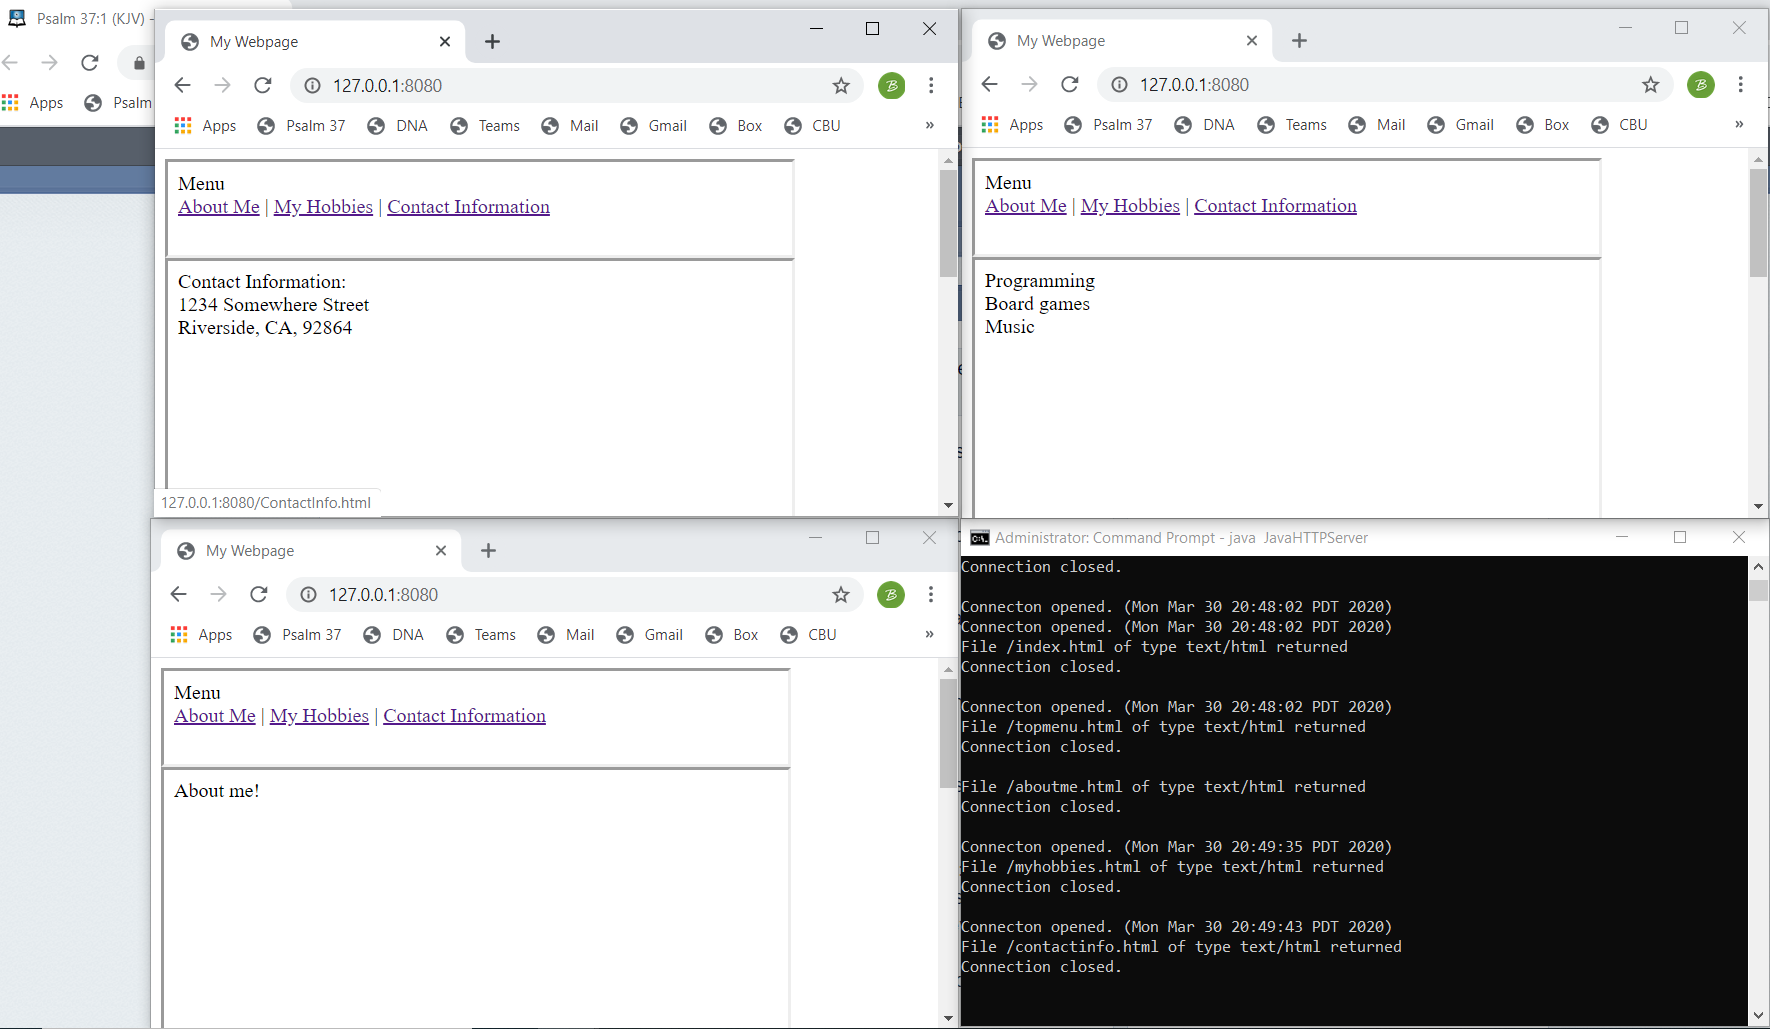 Psalm 37:1 (KJV) -
Apps Psalm
My Webpage
127.0.0.1:8080
Apps Psalm 37 DNA Teams Mail Gmail Box CBU »
Menu
About Me | My Hobbies | Contact Information
Contact Information:
1234 Somewhere Street
Riverside, CA, 92864
127.0.0.1:8080/ContactInfo.html
My Webpage
127.0.0.1:8080
Apps Psalm 37 DNA Teams Mail Gmail Box CBU »
Menu
About Me | My Hobbies | Contact Information
Programming
Board games
Music
My Webpage
127.0.0.1:8080
Apps Psalm 37 DNA Teams Mail Gmail Box CBU »
Menu
About Me | My Hobbies | Contact Information
About me!
Administrator: Command Prompt - java JavaHTTPServer
Connection closed.
Connecton opened. (Mon Mar 30 20:48:02 PDT 2020)
Connecton opened. (Mon Mar 30 20:48:02 PDT 2020)
File /index.html of type text/html returned
Connection closed.
Connecton opened. (Mon Mar 30 20:48:02 PDT 2020)
File /topmenu.html of type text/html returned
Connection closed.
File /aboutme.html of type text/html returned
Connection closed.
Connecton opened. (Mon Mar 30 20:49:35 PDT 2020)
File /myhobbies.html of type text/html returned
Connection closed.
Connecton opened. (Mon Mar 30 20:49:43 PDT 2020)
File /contactinfo.html of type text/html returned
Connection closed.